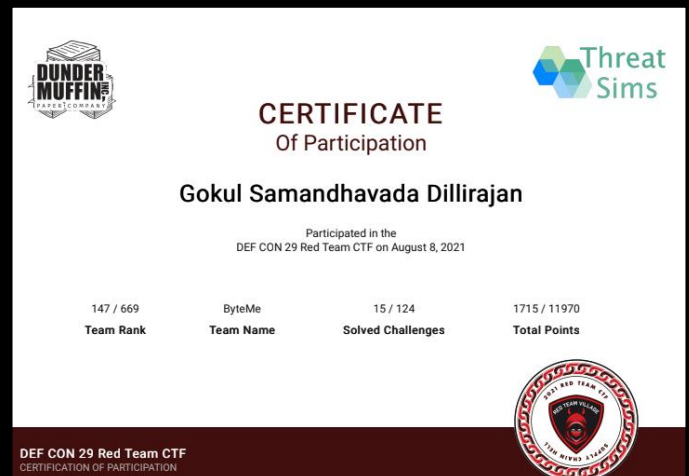 DUNDER
MUFFIN INC,
PAPER COMPANY
Threat
Sims
CERTIFICATE
Of Participation
Gokul Samandhavada Dillirajan
Participated in the
DEF CON 29 Red Team CTF on August 8, 2021
147 / 669 ByteMe 15 / 124 1715 / 11970
Team Rank Team Name Solved Challenges Total Points
2021 RED TEAM CTF
RED TEAM VILLAGE
SUPPLY CHAIN HELL
DEF CON 29 Red Team CTF
CERTIFICATION OF PARTICIPATION